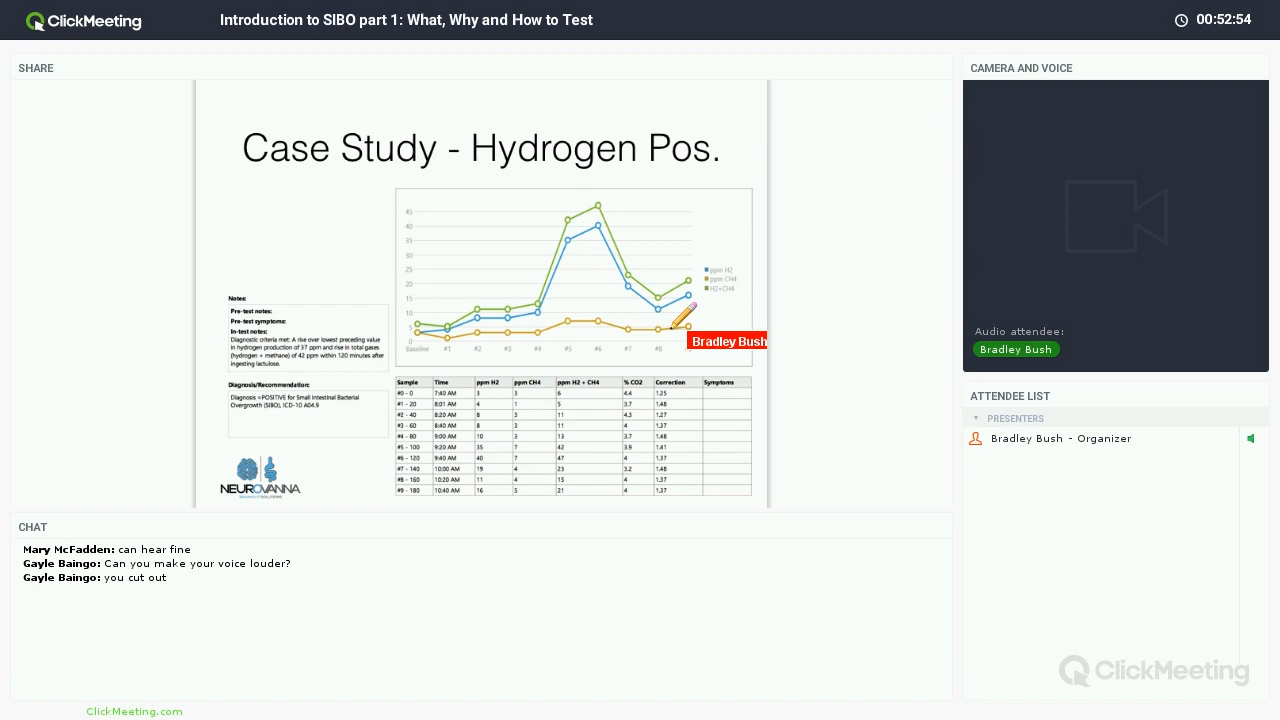 ClickMeeting
Introduction to SIBO part 1: What, Why and How to Test
00:52:54
SHARE
CAMERA AND VOICE
Case Study - Hydrogen Pos.
45
40
35
30
25
20
15
10
5
0
Baseline #1 #2 #3 #4 #5 #6 #7 #8
ppm H2
ppm CH4
H2+CH4
Bradley Bush
Notes:
Pre-test notes:
Pre-test symptoms:
In-test notes:
Diagnostic criteria met: A rise over lowest preceding value
in hydrogen production of 37 ppm and rise in total gases
(hydrogen + methane) of 42 ppm within 120 minutes after
ingesting lactulose.
Diagnosis/Recommendation:
Diagnosis =POSITIVE for Small Intestinal Bacterial
Overgrowth (SIBO), ICD-10 A04.9
NEUROVANNA
Sample Time ppm H2 ppm CH4 ppm H2 + CH4 % CO2 Correction Symptoms
#0 - 0 7:40 AM 3 3 6 4.4 1.25
#1 - 20 8:01 AM 4 1 5 3.7 1.48
#2 - 40 8:20 AM 8 3 11 4.3 1.27
#3 - 60 8:40 AM 8 3 11 4 1.37
#4 - 80 9:00 AM 10 3 13 3.7 1.48
#5 - 100 9:20 AM 35 7 42 3.9 1.41
#6 - 120 9:40 AM 40 7 47 4 1.37
#7 - 140 10:00 AM 19 4 23 3.2 1.48
#8 - 160 10:20 AM 11 4 15 4 1.37
#9 - 180 10:40 AM 16 5 21 4 1.37
Audio attendee:
Bradley Bush
ATTENDEE LIST
PRESENTERS
Bradley Bush - Organizer
CHAT
Mary McFadden: can hear fine
Gayle Baingo: Can you make your voice louder?
Gayle Baingo: you cut out
ClickMeeting
ClickMeeting.com